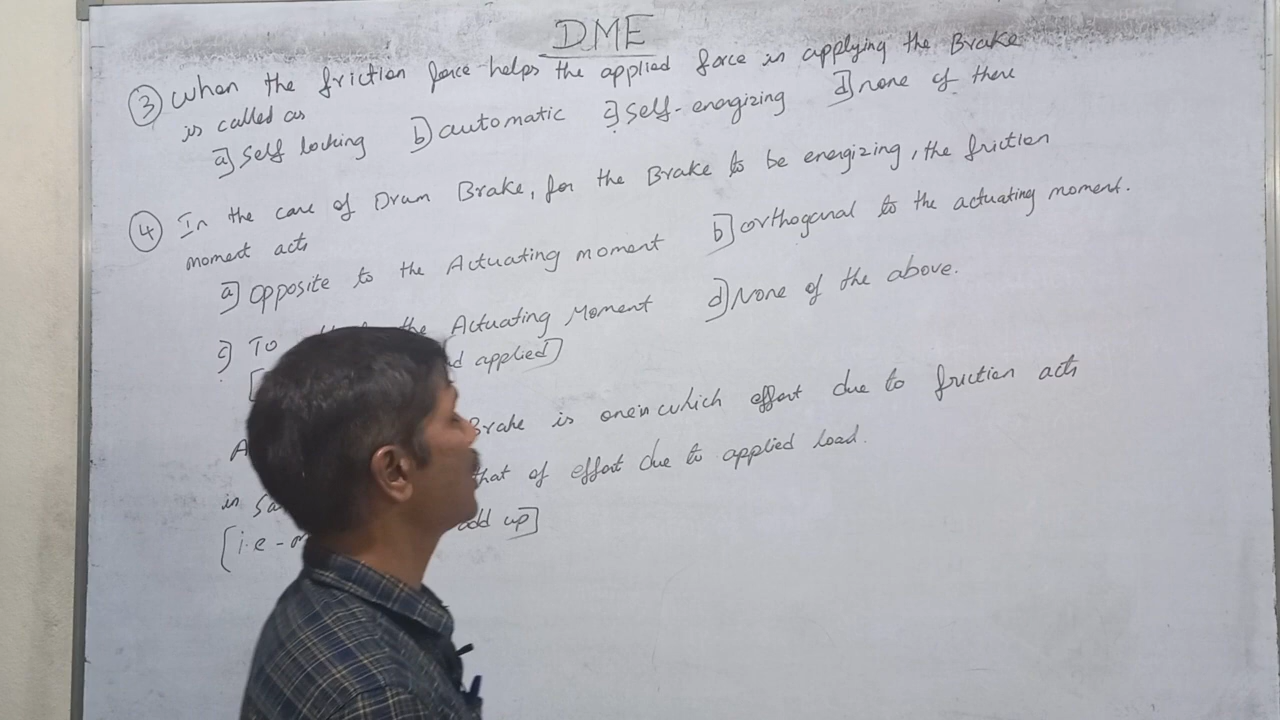 DME
③ When the friction force helps the applied force in applying the Brake
is called as
a] Self locking b] automatic c] Self-energizing d] none of these
④ In the case of Drum Brake, for the Brake to be energizing, the friction
moment acts
a] opposite to the Actuating moment b] orthogonal to the actuating moment.
c] To the Actuating Moment d] None of the above.
applied]
Brake is one in which effort due to friction acts
in that of effort due to applied load.
[i.e - add up]